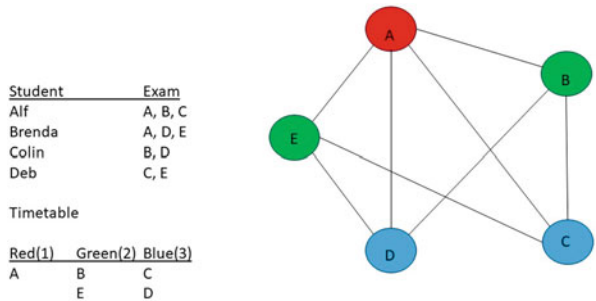 Student Exam
Alf A, B, C
Brenda A, D, E
Colin B, D
Deb C, E
Timetable
Red(1) Green(2) Blue(3)
A B C
E D
A
B
E
D
C